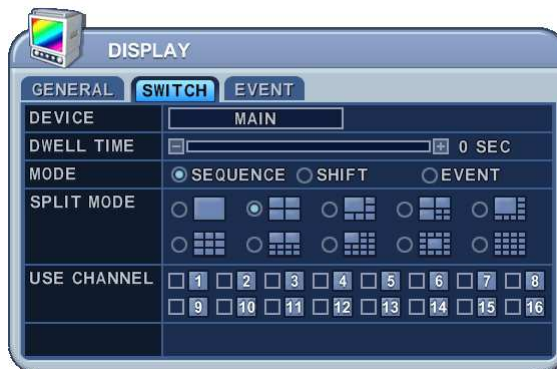 DISPLAY
GENERAL SWITCH EVENT
DEVICE MAIN
DWELL TIME 0 SEC
MODE SEQUENCE SHIFT EVENT
SPLIT MODE
USE CHANNEL 1 2 3 4 5 6 7 8
9 10 11 12 13 14 15 16